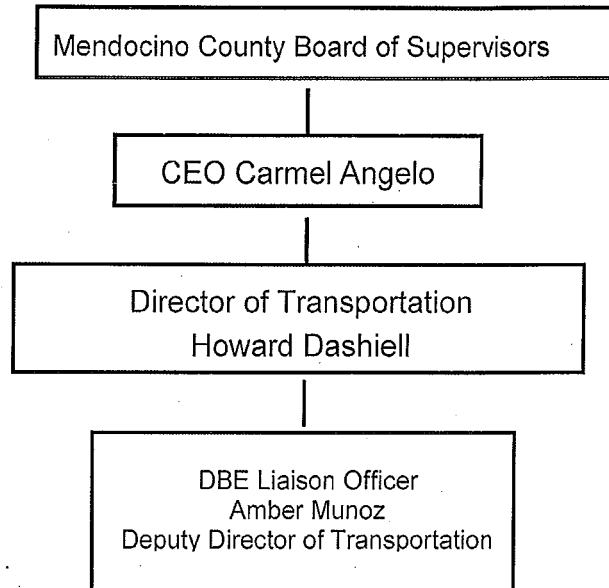 Mendocino County Board of Supervisors
CEO Carmel Angelo
Director of Transportation
Howard Dashiell
DBE Liaison Officer
Amber Munoz
Deputy Director of Transportation